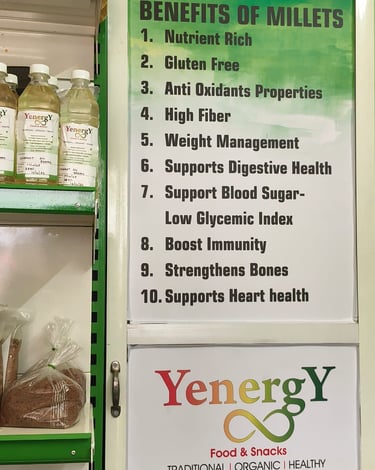 BENEFITS OF MILLETS
1. Nutrient Rich
2. Gluten Free
3. Anti Oxidants Properties
4. High Fiber
5. Weight Management
6. Supports Digestive Health
7. Support Blood Sugar-
Low Glycemic Index
8. Boost Immunity
9. Strengthens Bones
10. Supports Heart health
YenergY
Food & Snacks
TRADITIONAL | ORGANIC | HEALTHY
YenergY
YenergY